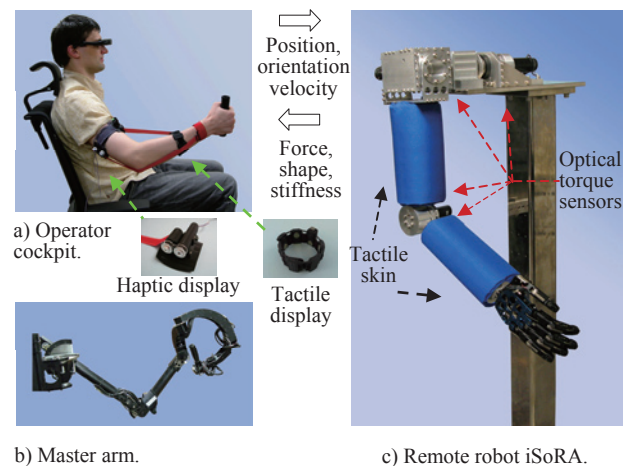 Position,
orientation
velocity
Force,
shape,
stiffness
a) Operator
cockpit.
Haptic display
Tactile
display
Optical
torque
sensors
Tactile
skin
b) Master arm.
c) Remote robot iSoRA.